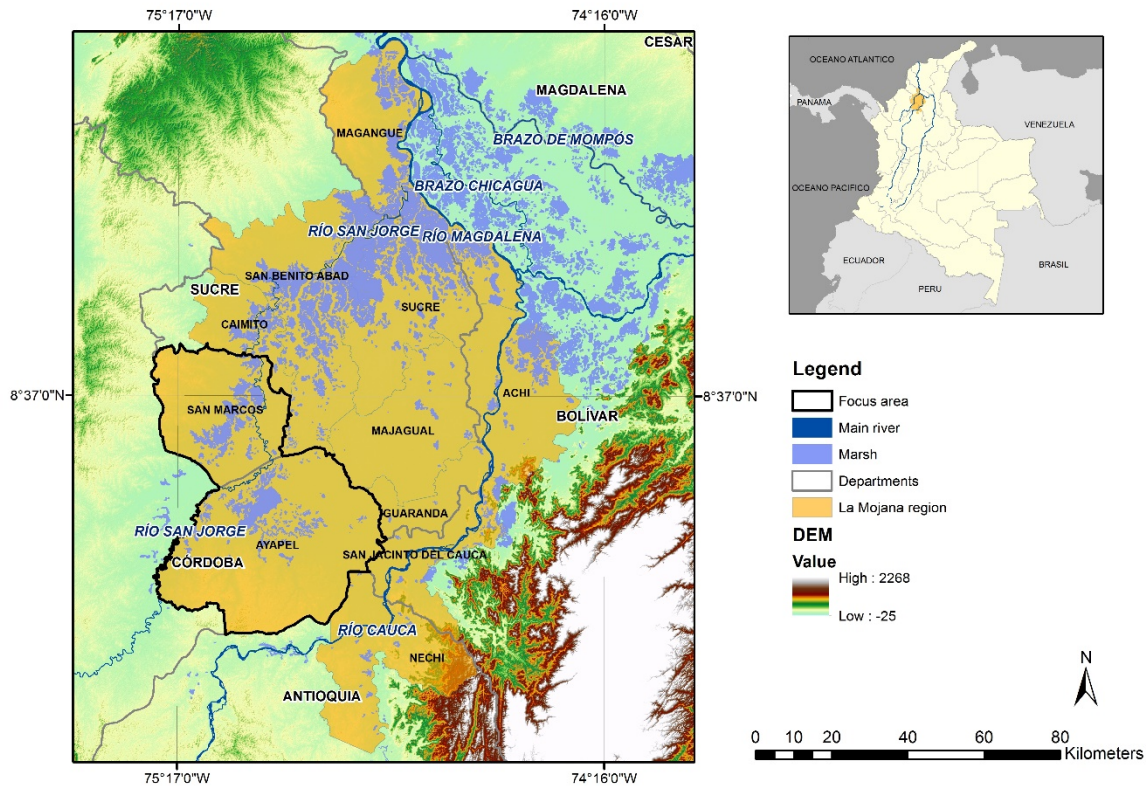 75°17'0"W
74°16'0"W
CESAR
MAGDALENA
MAGANGUE
BRAZO DE MOMPÓS
BRAZO CHICAGUA
RÍO SAN JORGE
RÍO MAGDALENA
SAN BENITO ABAD
SUCRE
SUCRE
CAIMITO
8°37'0"N
8°37'0"N
ACHI
SAN MARCOS
BOLÍVAR
MAJAGUAL
GUARANDA
RÍO SAN JORGE
AYAPEL
SAN JACINTO DEL CAUCA
CÓRDOBA
RÍO CAUCA
NECHI
ANTIOQUIA
75°17'0"W
74°16'0"W
OCEANO ATLANTICO
PANAMA
VENEZUELA
OCEANO PACIFICO
ECUADOR
BRASIL
PERU
Legend
Focus area
Main river
Marsh
Departments
La Mojana region
DEM
Value
High : 2268
Low : -25
N
0 10 20 40 60 80
Kilometers